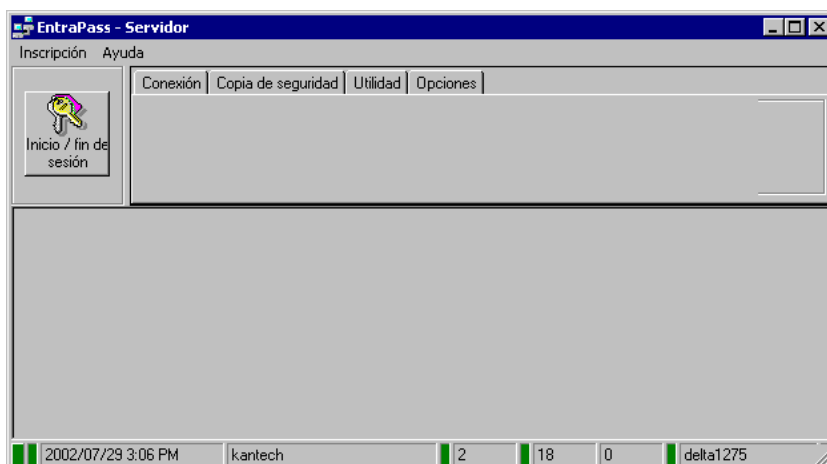 EntraPass - Servidor
Inscripción Ayuda
Conexión Copia de seguridad Utilidad Opciones
Inicio / fin de
sesión
2002/07/29 3:06 PM kantech 2 18 0 delta1275